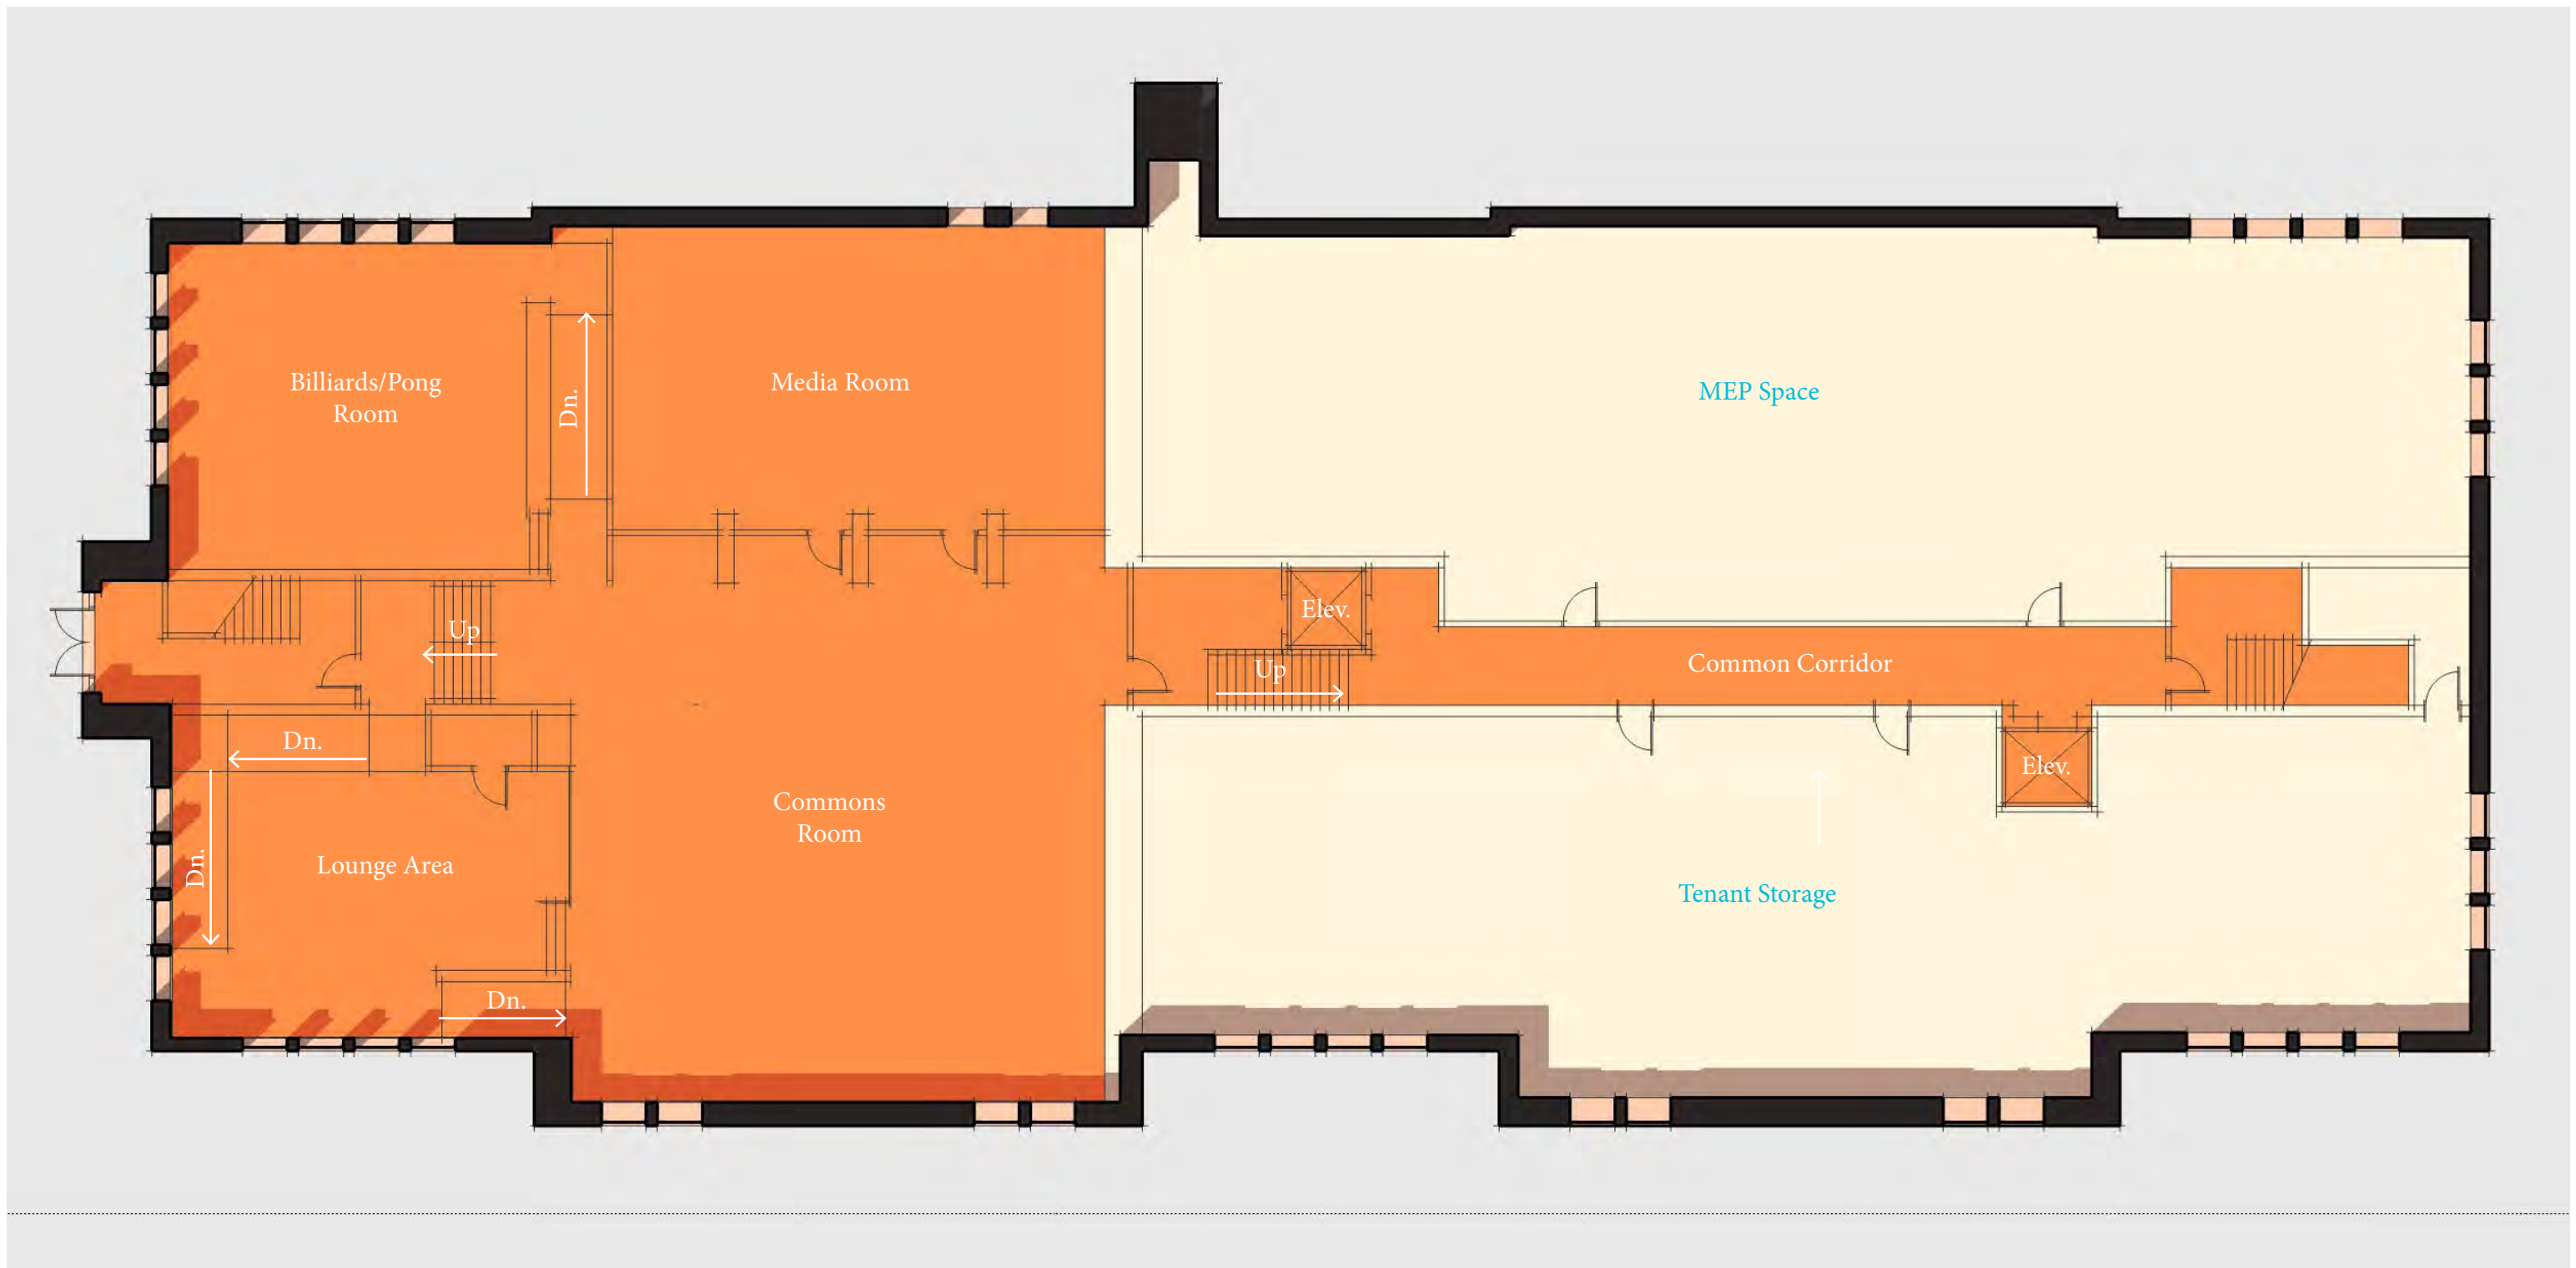 Billiards/Pong
Room
Dn.
Media Room
MEP Space
Up
Elev.
Up
Common Corridor
Dn.
Dn.
Lounge Area
Commons
Room
Elev.
Tenant Storage
Dn.